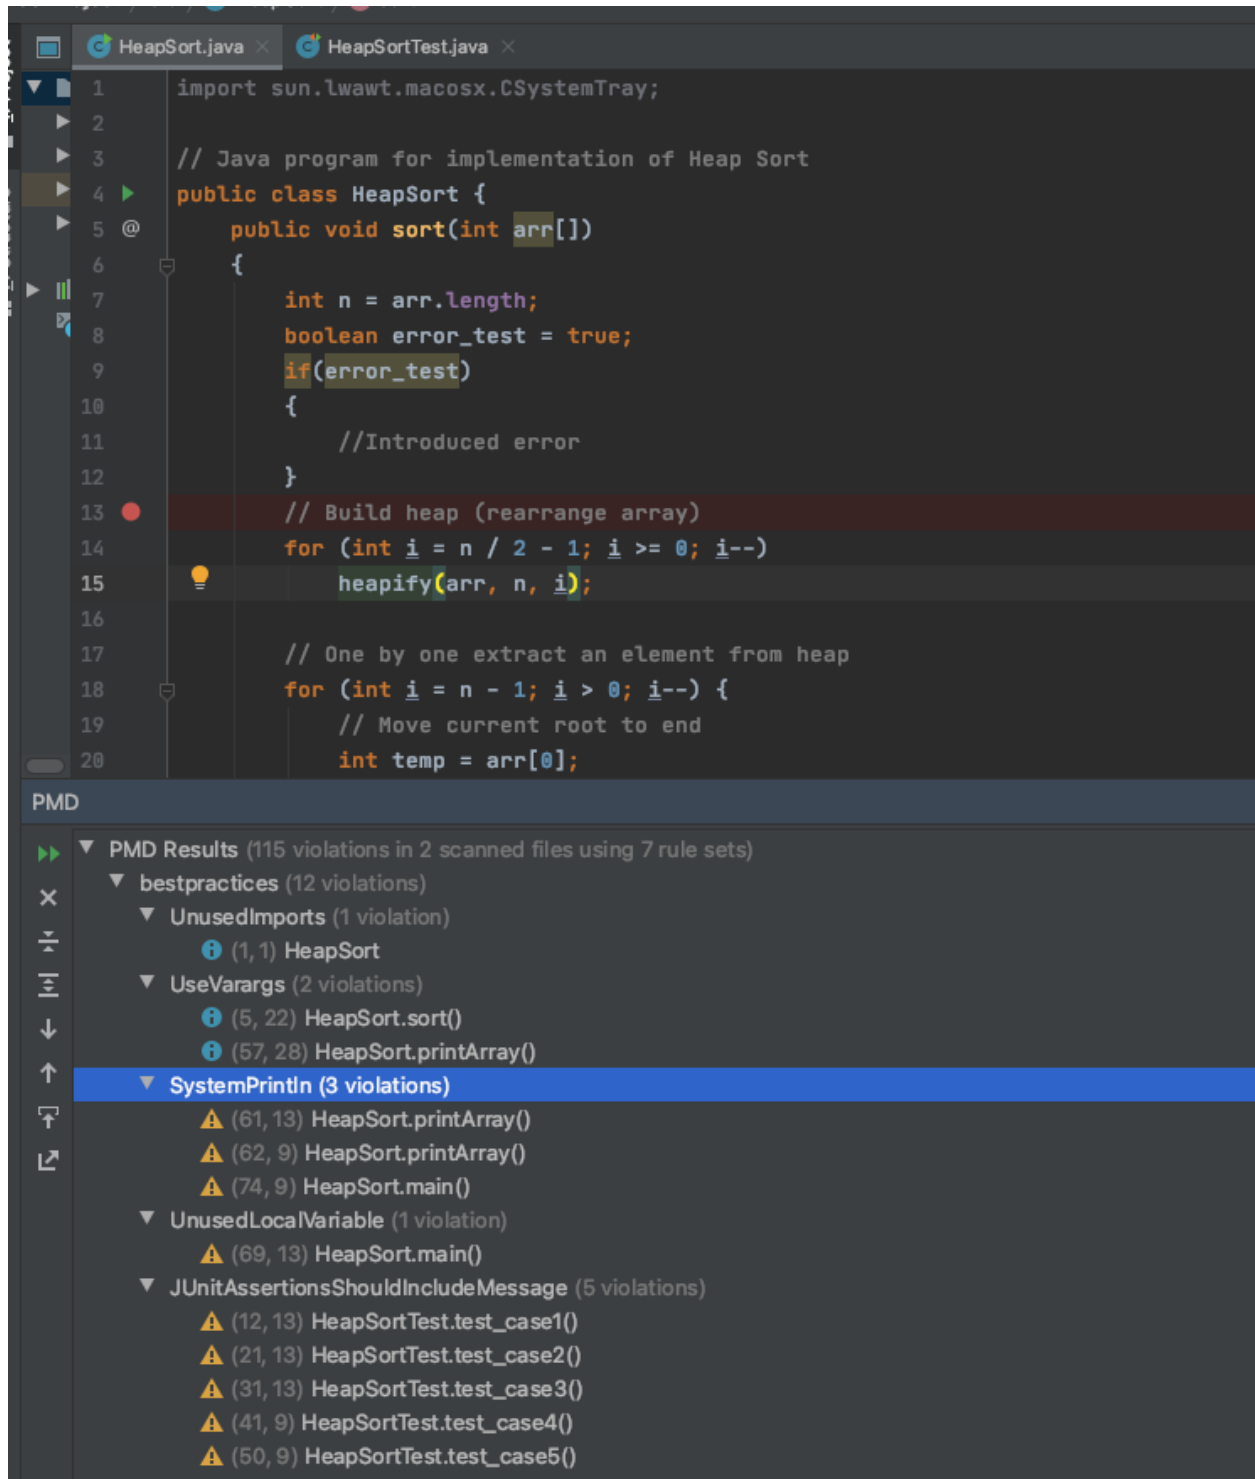 HeapSort.java
HeapSortTest.java
1 import sun.lwawt.macosx.CSystemTray;
2
3 // Java program for implementation of Heap Sort
4 public class HeapSort {
5 @ public void sort(int arr[])
6 {
7 int n = arr.length;
8 boolean error_test = true;
9 if(error_test)
10 {
11 //Introduced error
12 }
13 // Build heap (rearrange array)
14 for (int i = n / 2 - 1; i >= 0; i--)
15 heapify(arr, n, i);
16
17 // One by one extract an element from heap
18 for (int i = n - 1; i > 0; i--) {
19 // Move current root to end
20 int temp = arr[0];
PMD
PMD Results (115 violations in 2 scanned files using 7 rule sets)
bestpractices (12 violations)
UnusedImports (1 violation)
(1, 1) HeapSort
UseVarargs (2 violations)
(5, 22) HeapSort.sort()
(57, 28) HeapSort.printArray()
SystemPrintln (3 violations)
(61, 13) HeapSort.printArray()
(62, 9) HeapSort.printArray()
(74, 9) HeapSort.main()
UnusedLocalVariable (1 violation)
(69, 13) HeapSort.main()
JUnitAssertionsShouldIncludeMessage (5 violations)
(12, 13) HeapSortTest.test_case1()
(21, 13) HeapSortTest.test_case2()
(31, 13) HeapSortTest.test_case3()
(41, 9) HeapSortTest.test_case4()
(50, 9) HeapSortTest.test_case5()